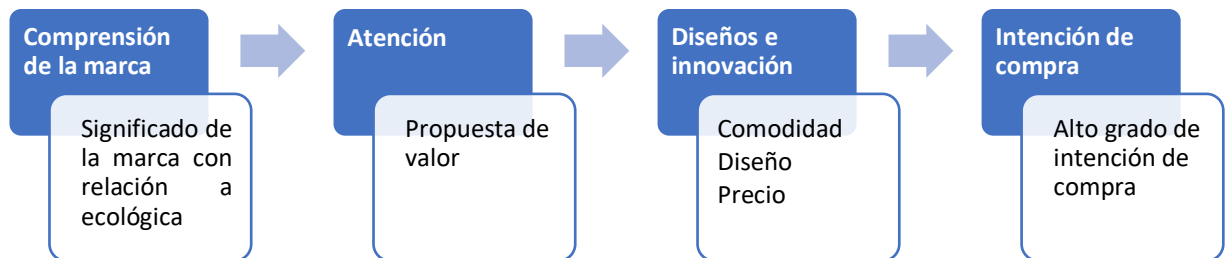 Comprensión
de la marca
Significado de
la marca con
relación a
ecológica
Atención
Propuesta de
valor
Diseños e
innovación
Comodidad
Diseño
Precio
Intención de
compra
Alto grado de
intención de
compra